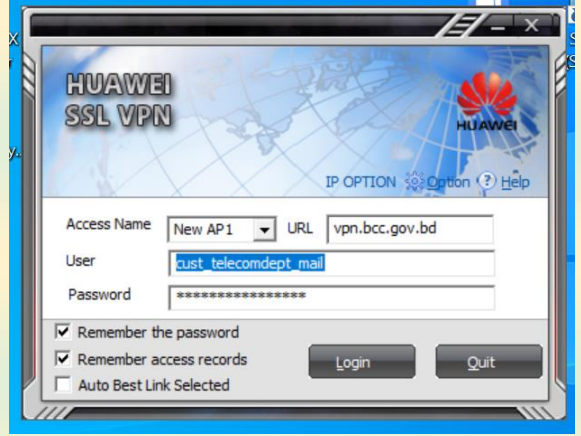 HUAWEI
SSL VPN
HUAWEI
IP OPTION Option ? Help
Access Name New AP1 URL vpn.bcc.gov.bd
User cust_telecomdept_mail
Password ****************
Remember the password
Remember access records
Login Quit
Auto Best Link Selected